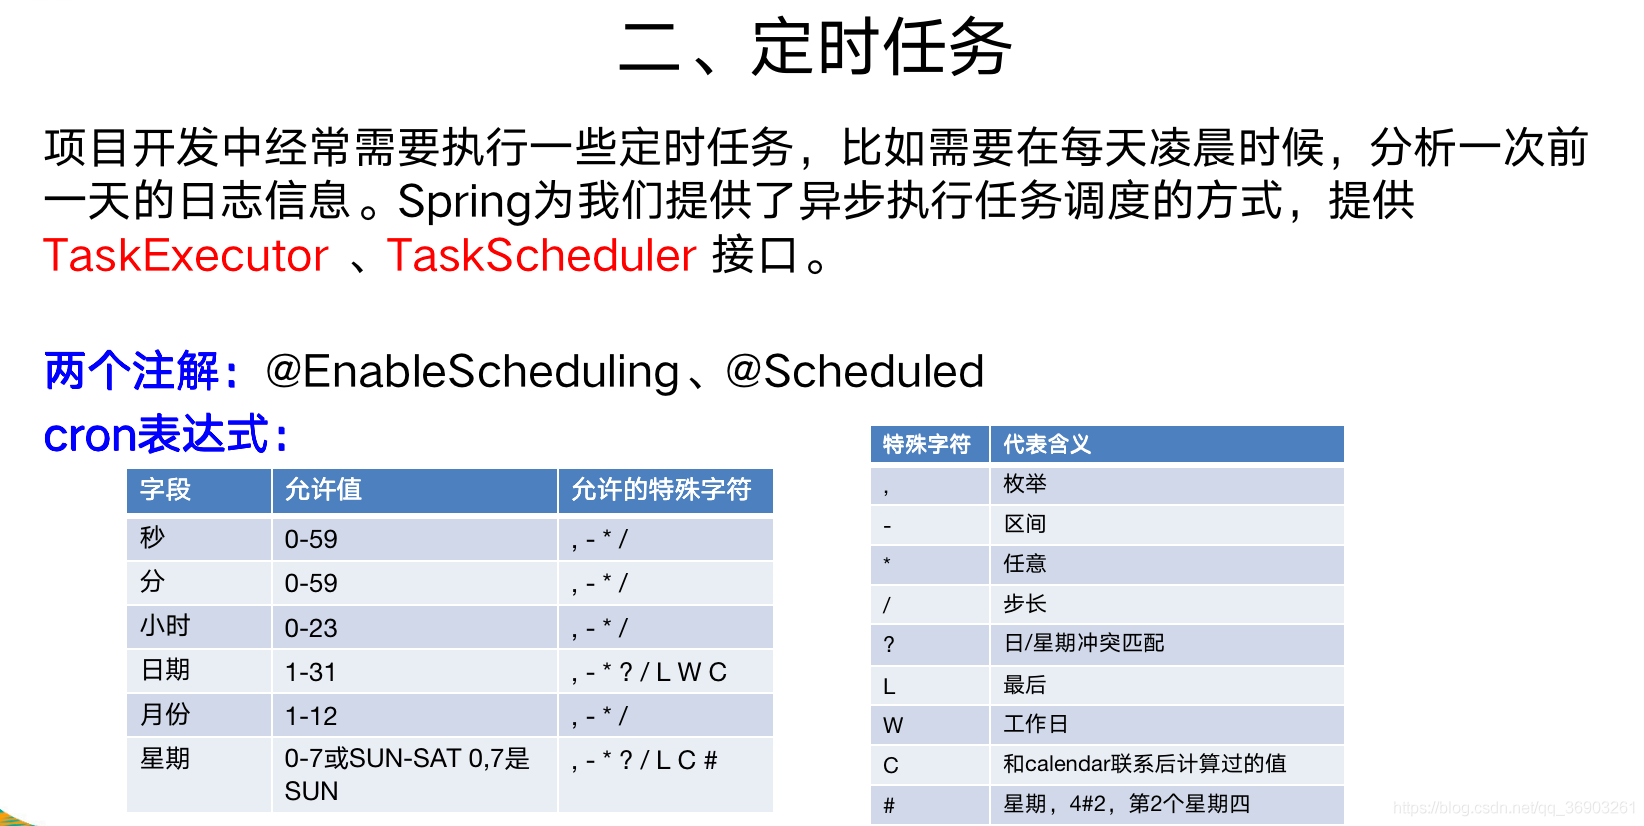 二、定时任务
项目开发中经常需要执行一些定时任务，比如需要在每天凌晨时候，分析一次前
一天的日志信息。Spring为我们提供了异步执行任务调度的方式，提供
TaskExecutor 、TaskScheduler 接口。
两个注解：@EnableScheduling、@Scheduled
cron表达式：
字段 允许值 允许的特殊字符
秒 0-59 , - * /
分 0-59 , - * /
小时 0-23 , - * /
日期 1-31 , - * ? / L W C
月份 1-12 , - * /
星期 0-7或SUN-SAT 0,7是 , - * ? / L C #
SUN
特殊字符 代表含义
, 枚举
- 区间
* 任意
/ 步长
? 日/星期冲突匹配
L 最后
W 工作日
C 和calendar联系后计算过的值
# 星期，4#2，第2个星期四
https://blog.csdn.net/qq_36903261